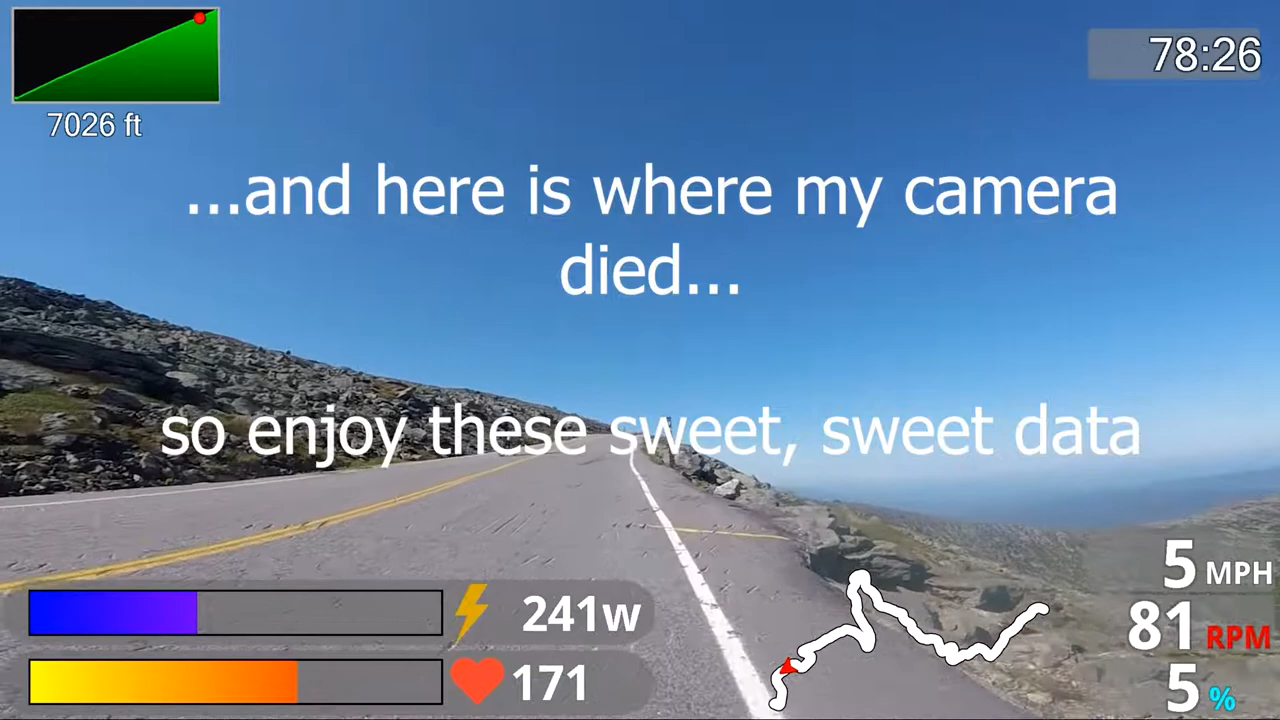 78:26
7026 ft
...and here is where my camera
died...
so enjoy these sweet, sweet data
5 MPH
241w
81 RPM
171
5 %